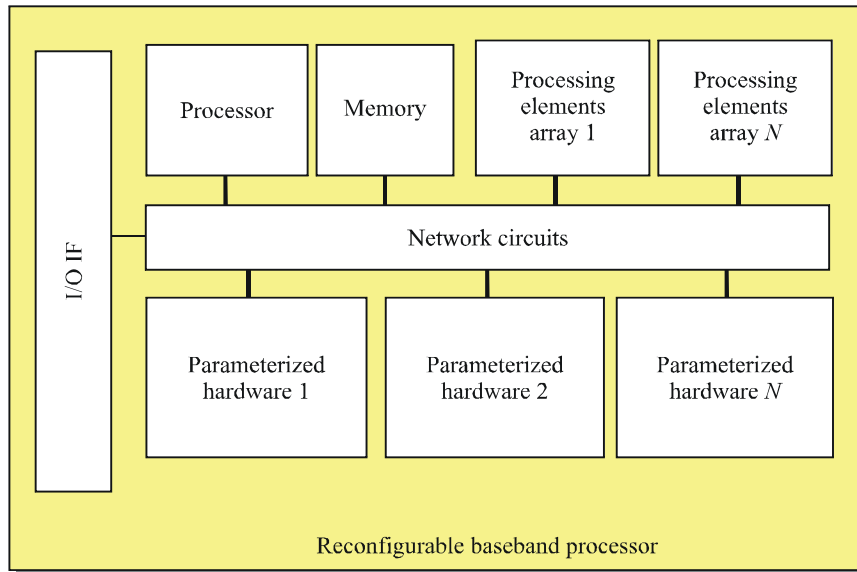 I/O IF
Processor
Memory
Processing
elements
array 1
Processing
elements
array N
Network circuits
Parameterized
hardware 1
Parameterized
hardware 2
Parameterized
hardware N
Reconfigurable baseband processor